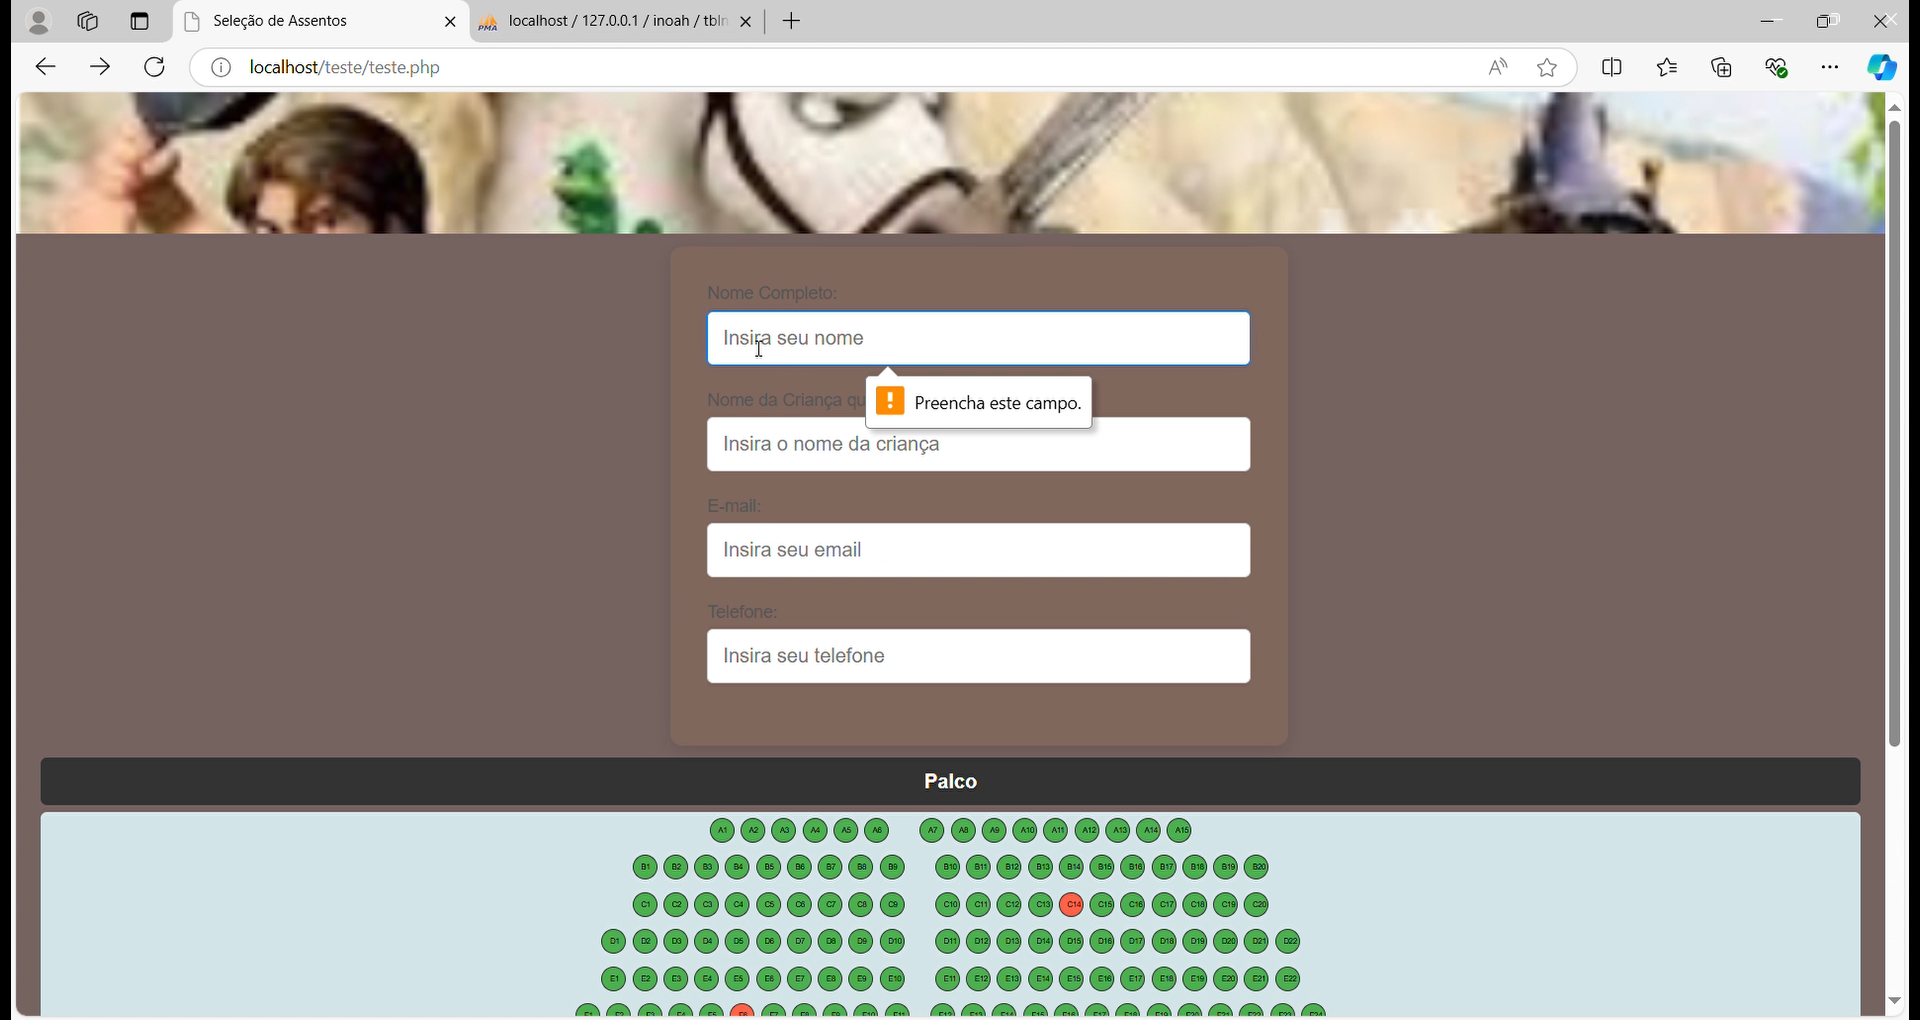 Seleção de Assentos
localhost / 127.0.0.1 / inoah / tbln
localhost/teste/teste.php
Nome Completo:
Insira seu nome
Preencha este campo.
Nome da Criança qu
Insira o nome da criança
E-mail:
Insira seu email
Telefone:
Insira seu telefone
Palco
A1 A2 A3 A4 A5 A6 A7 A8 A9 A10 A11 A12 A13 A14 A15
B1 B2 B3 B4 B5 B6 B7 B8 B9 B10 B11 B12 B13 B14 B15 B16 B17 B18 B19 B20
C1 C2 C3 C4 C5 C6 C7 C8 C9 C10 C11 C12 C13 C14 C15 C16 C17 C18 C19 C20
D1 D2 D3 D4 D5 D6 D7 D8 D9 D10 D11 D12 D13 D14 D15 D16 D17 D18 D19 D20 D21 D22
E1 E2 E3 E4 E5 E6 E7 E8 E9 E10 E11 E12 E13 E14 E15 E16 E17 E18 E19 E20 E21 E22